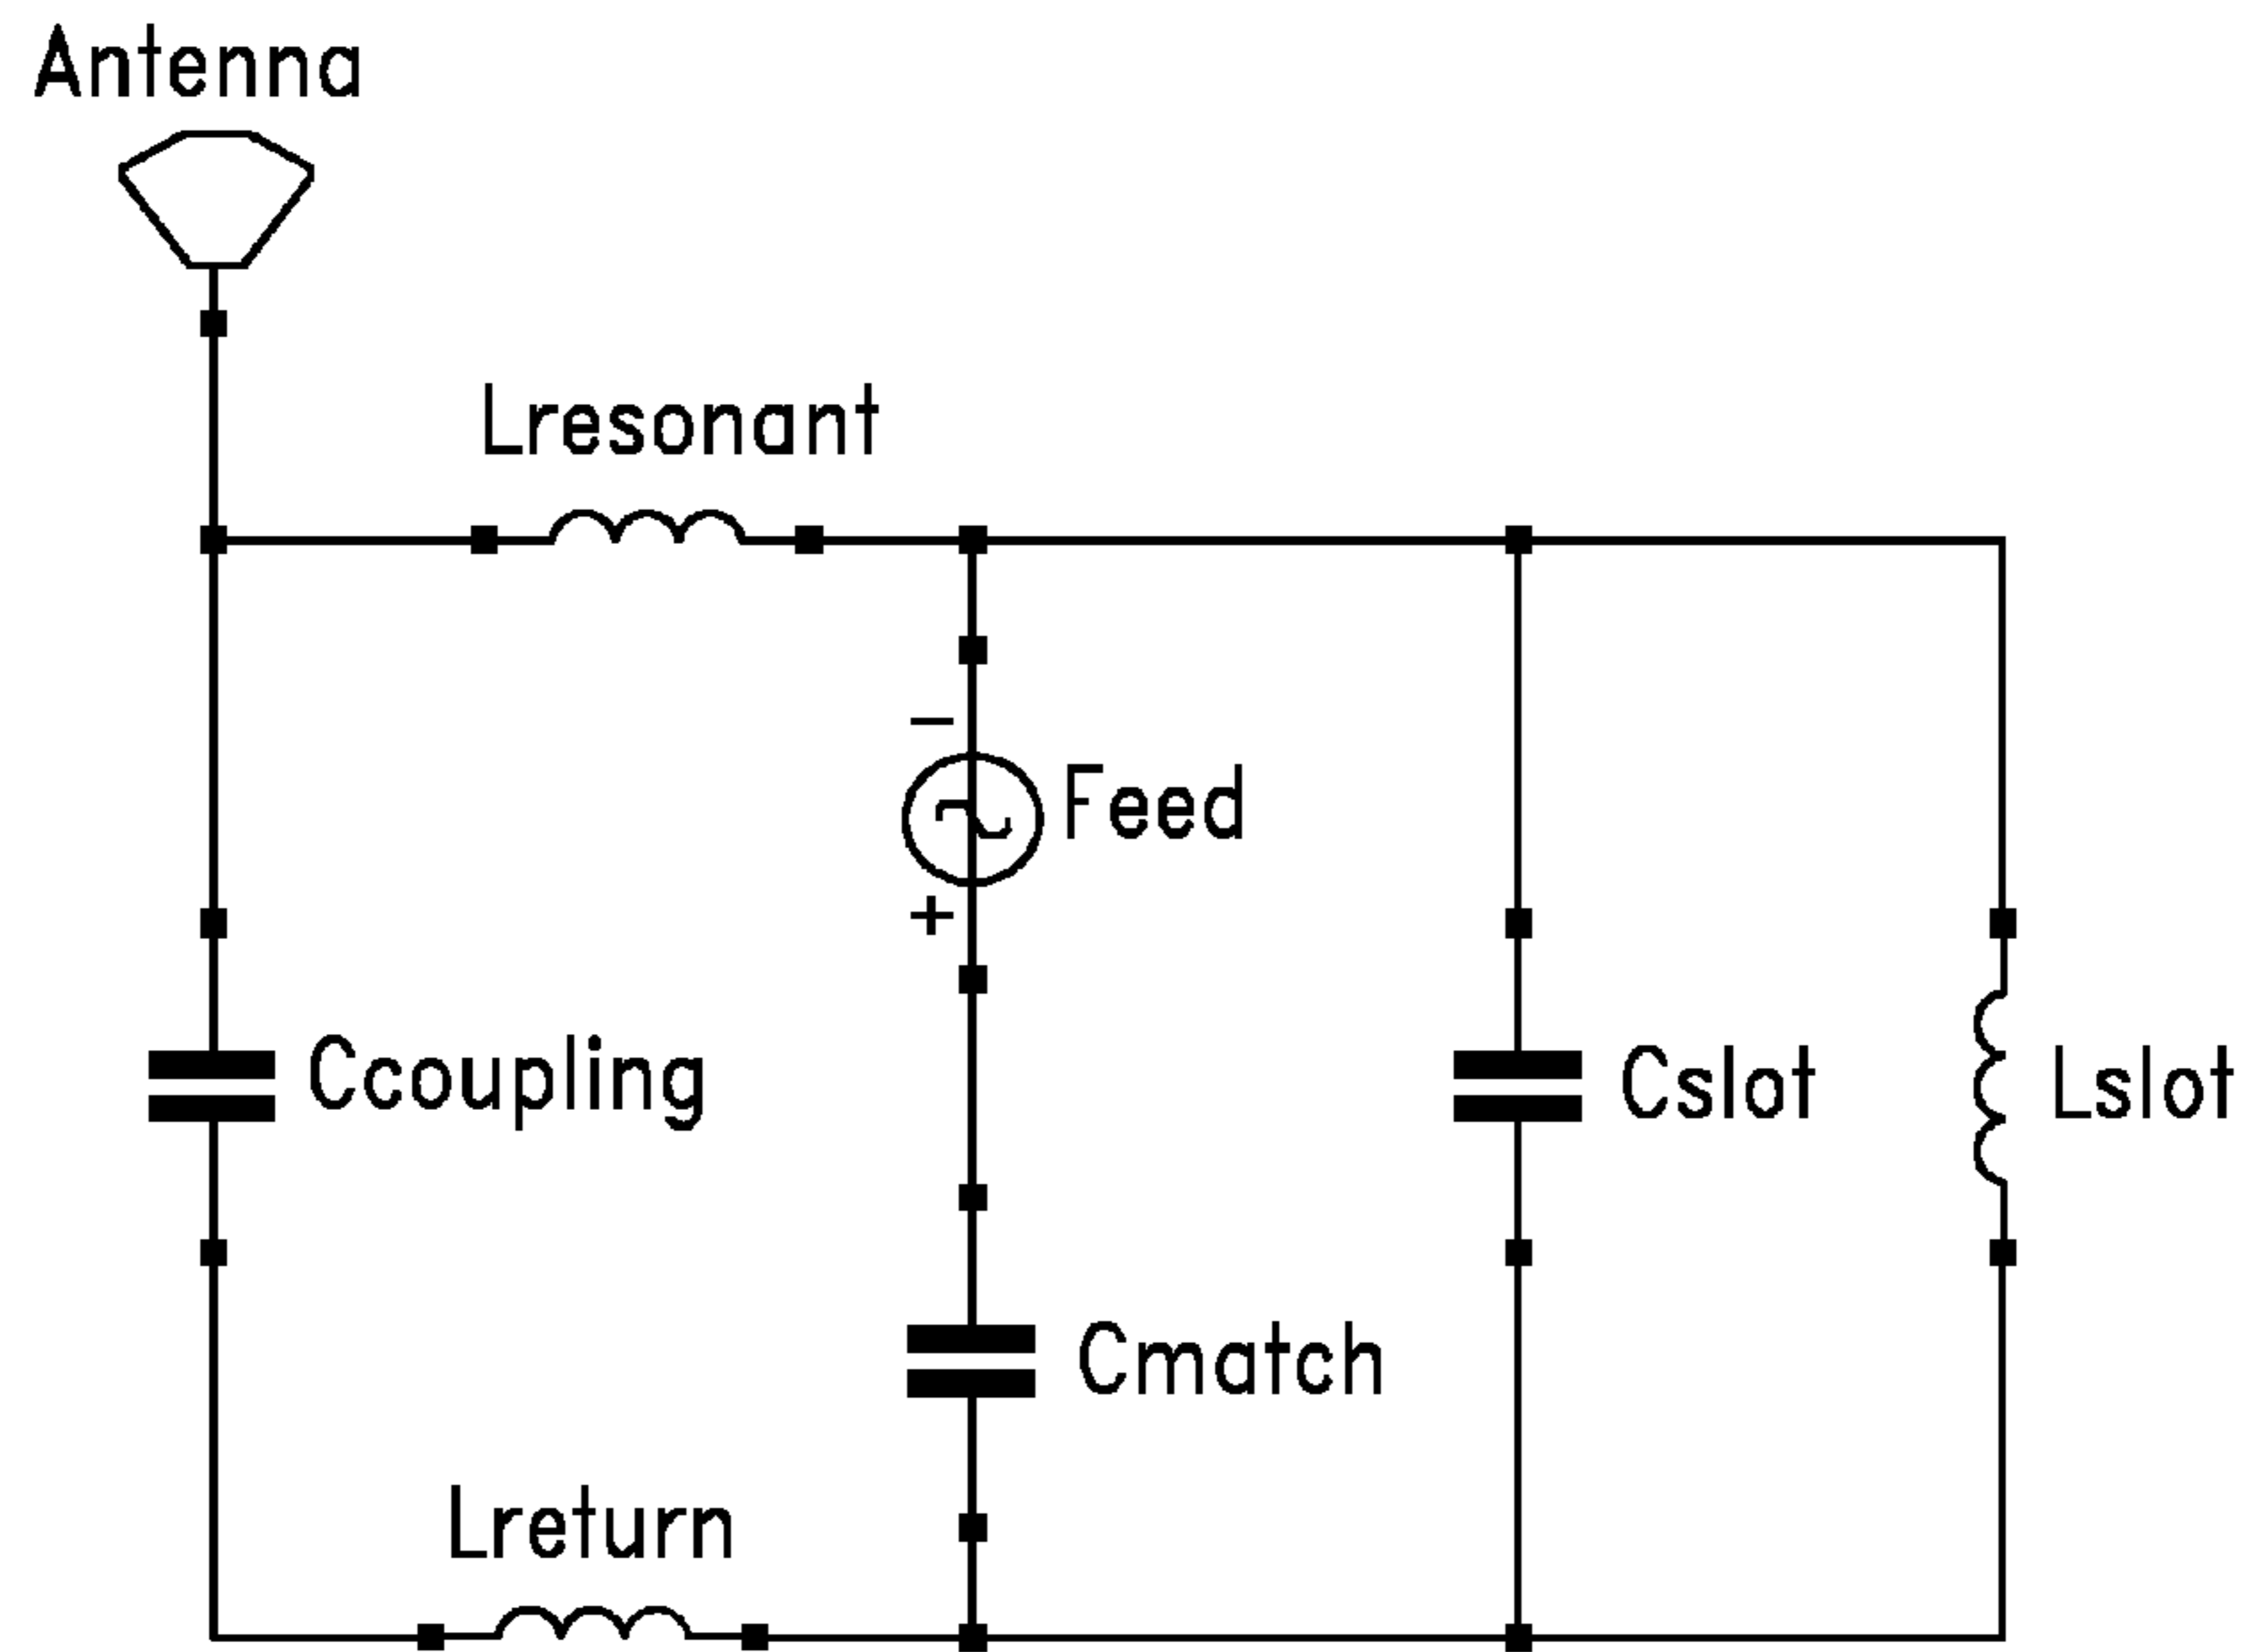 Antenna
Lresonant
−
Feed
+
Ccoupling
Cslot
Lslot
Cmatch
Lreturn